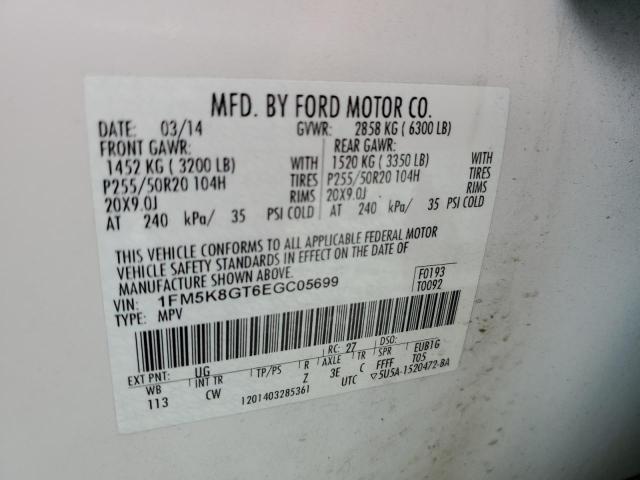 MFD. BY FORD MOTOR CO.
DATE: 03/14 GVWR: 2858 KG ( 6300 LB)
FRONT GAWR: REAR GAWR:
1452 KG ( 3200 LB) WITH 1520 KG ( 3350 LB) WITH
P255/50R20 104H TIRES P255/50R20 104H TIRES
20X9.0J RIMS 20X9.0J RIMS
AT 240 kPa/ 35 PSI COLD AT 240 kPa/ 35 PSI COLD
THIS VEHICLE CONFORMS TO ALL APPLICABLE FEDERAL MOTOR
VEHICLE SAFETY STANDARDS IN EFFECT ON THE DATE OF
MANUFACTURE SHOWN ABOVE.
VIN: 1FM5K8GT6EGC05699 F0193
TYPE: MPV T0092
EXT PNT: UG RC: 27 DSO:
WB INT TR TP/PS R AXLE TR SPR EUB1G
113 CW Z 3E C FFFF T05
1201403285361 UTC ▽5USA-1520472-BA